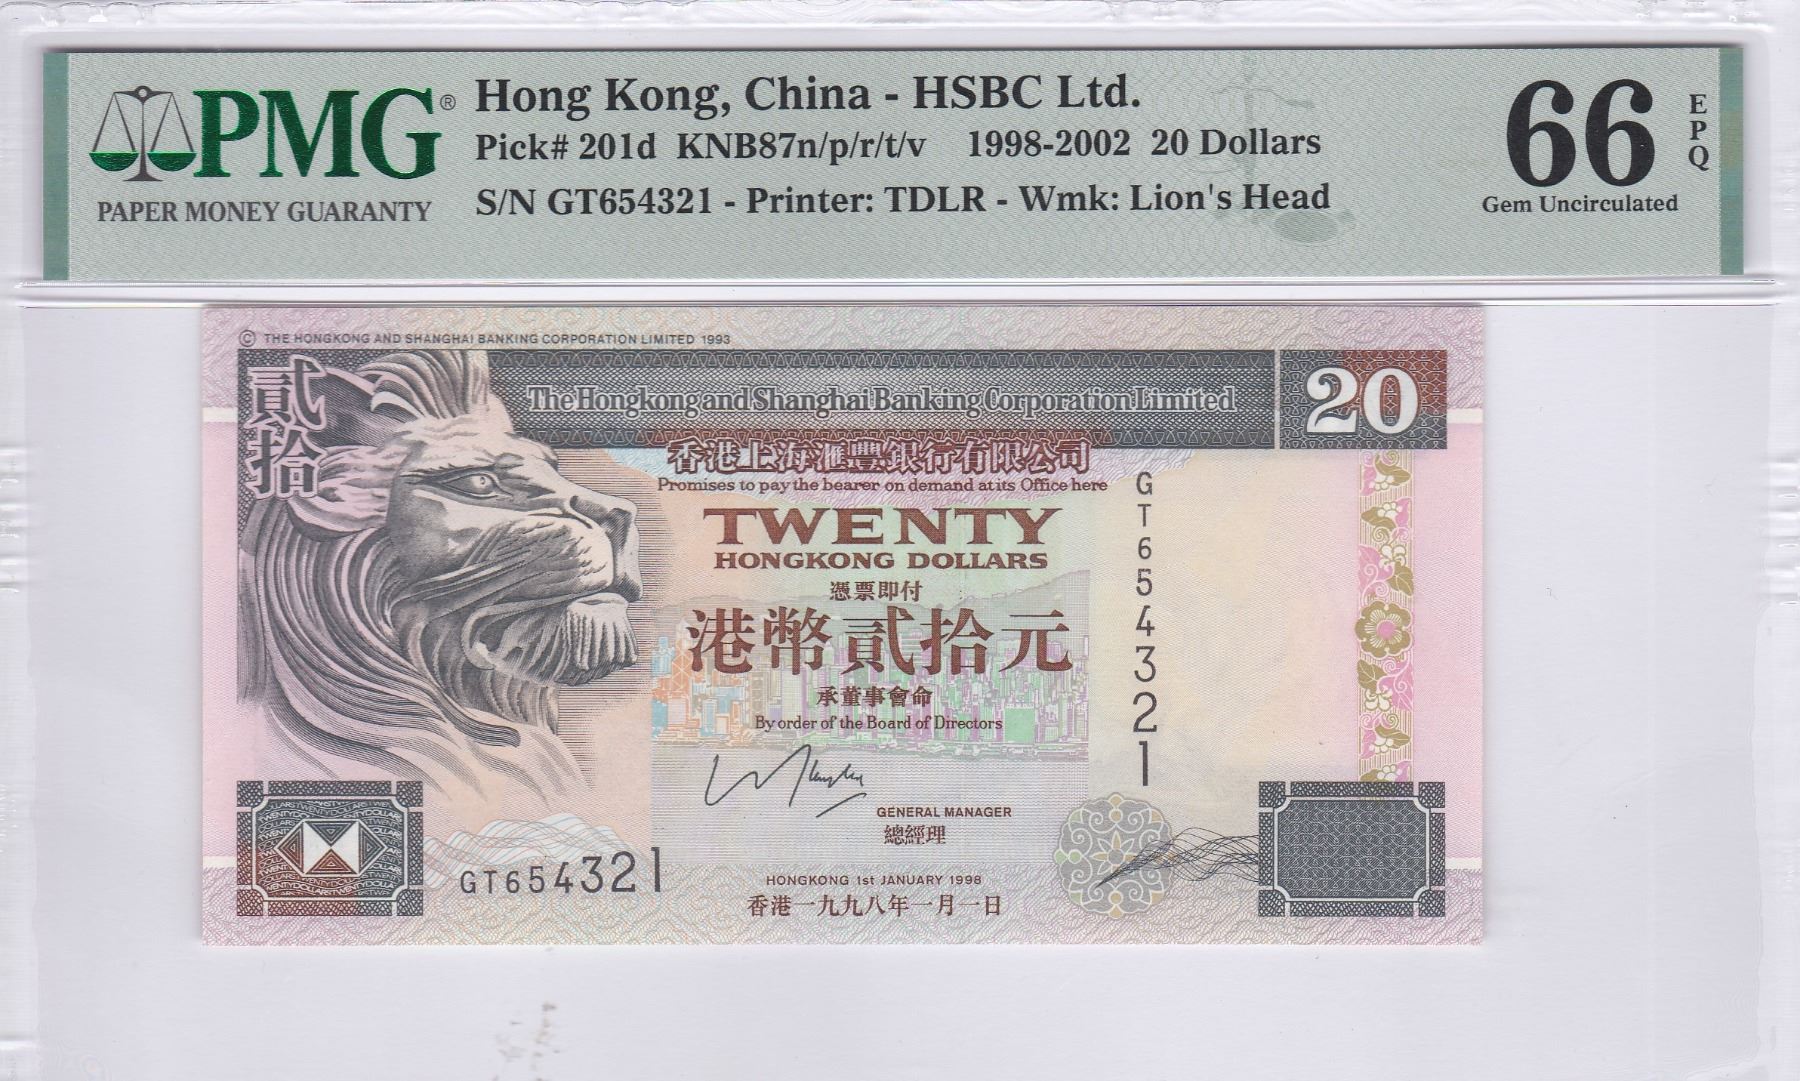 PMG®
PAPER MONEY GUARANTY
Hong Kong, China - HSBC Ltd.
Pick# 201d KNB87n/p/r/t/v 1998-2002 20 Dollars
S/N GT654321 - Printer: TDLR - Wmk: Lion's Head
66
EPQ
Gem Uncirculated
© THE HONGKONG AND SHANGHAI BANKING CORPORATION LIMITED 1993
貳拾
The Hongkong and Shanghai Banking Corporation Limited
20
香港上海滙豐銀行有限公司
Promises to pay the bearer on demand at its Office here
GT654321
TWENTY
HONGKONG DOLLARS
憑票即付
港幣貳拾元
承董事會命
By order of the Board of Directors
GENERAL MANAGER
總經理
GT654321
HONGKONG 1st JANUARY 1998
香港一九九八年一月一日